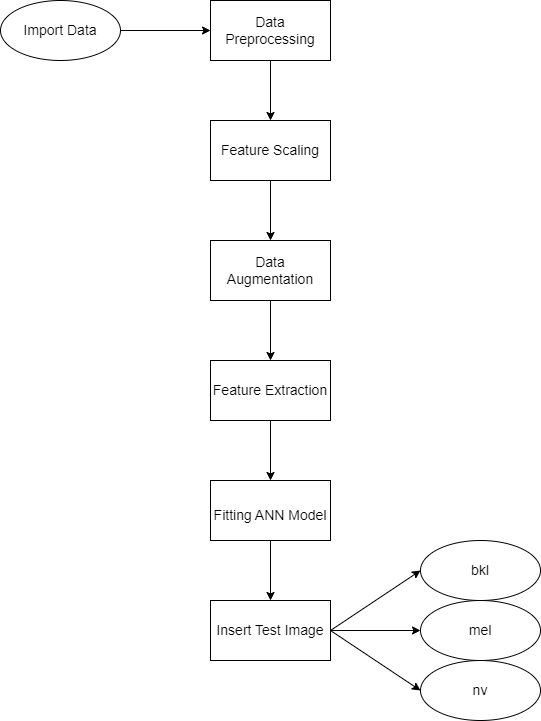 Import Data
Data
Preprocessing
Feature Scaling
Data
Augmentation
Feature Extraction
Fitting ANN Model
Insert Test Image
bkl
mel
nv